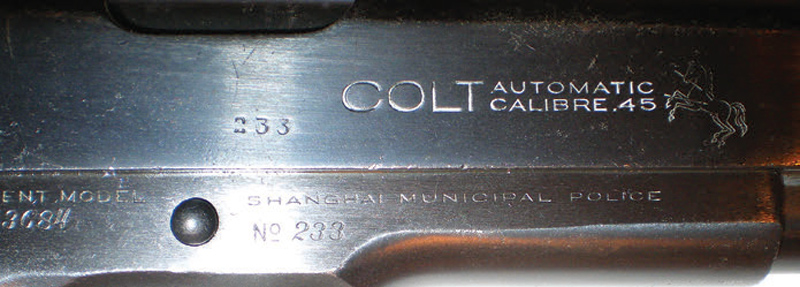 COLT AUTOMATIC
CALIBRE .45
233
ENT MODEL
3684
SHANGHAI MUNICIPAL POLICE
No 233